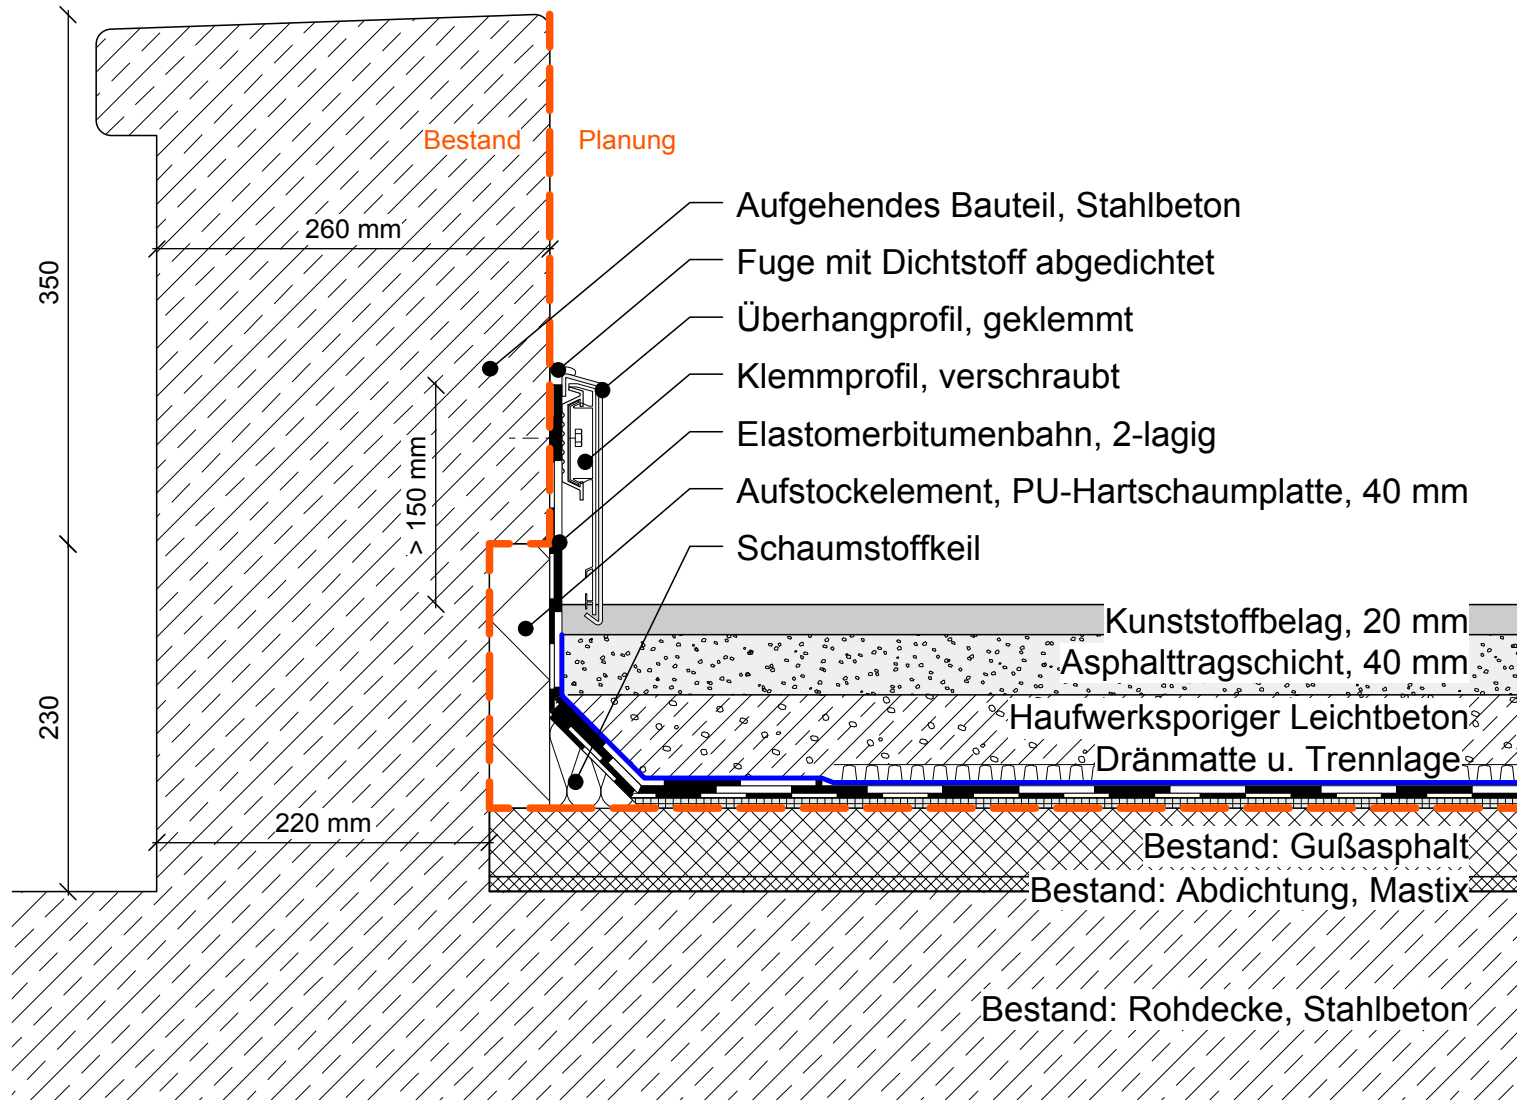 Bestand
Planung
Aufgehendes Bauteil, Stahlbeton
260 mm
Fuge mit Dichtstoff abgedichtet
350
Überhangprofil, geklemmt
Klemmprofil, verschraubt
Elastomerbitumenbahn, 2-lagig
> 150 mm
Aufstockelement, PU-Hartschaumplatte, 40 mm
Schaumstoffkeil
Kunststoffbelag, 20 mm
Asphalttragschicht, 40 mm
230
Haufwerksporiger Leichtbeton
Dränmatte u. Trennlage
220 mm
Bestand: Gußasphalt
Bestand: Abdichtung, Mastix
Bestand: Rohdecke, Stahlbeton